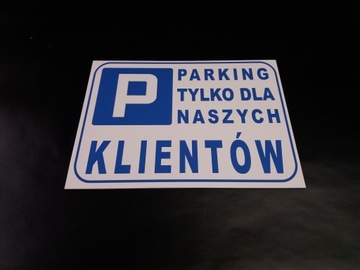 P PARKING
TYLKO DLA
NASZYCH
KLIENTÓW